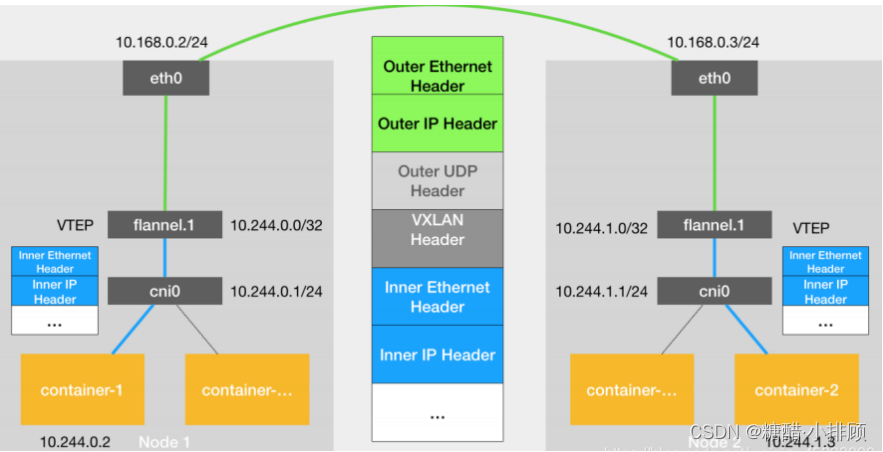 10.168.0.2/24
10.168.0.3/24
eth0
eth0
Outer Ethernet
Header
Outer IP Header
Outer UDP
Header
VXLAN
Header
Inner Ethernet
Header
Inner IP Header
...
VTEP
flannel.1
10.244.0.0/32
Inner Ethernet
Header
Inner IP
Header
...
cni0
10.244.0.1/24
container-1
container-...
10.244.0.2
Node 1
10.244.1.0/32
flannel.1
VTEP
10.244.1.1/24
cni0
Inner Ethernet
Header
Inner IP
Header
...
container-...
container-2
Node 2
10.244.1.3
CSDN @糖醋·小排顾